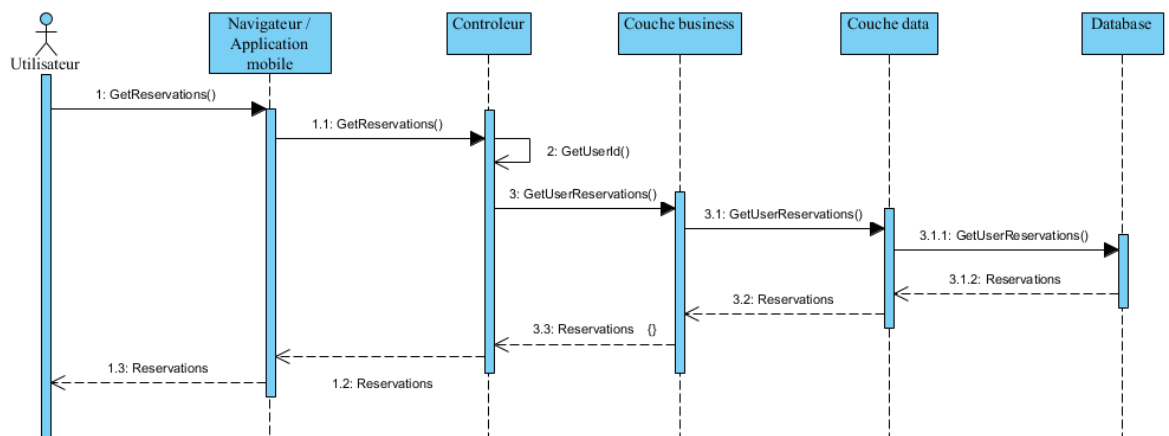 Utilisateur
Navigateur /
Application
mobile
Controleur
Couche business
Couche data
Database
1: GetReservations()
1.1: GetReservations()
2: GetUserId()
3: GetUserReservations()
3.1: GetUserReservations()
3.1.1: GetUserReservations()
3.1.2: Reservations
3.2: Reservations
3.3: Reservations {}
1.2: Reservations
1.3: Reservations